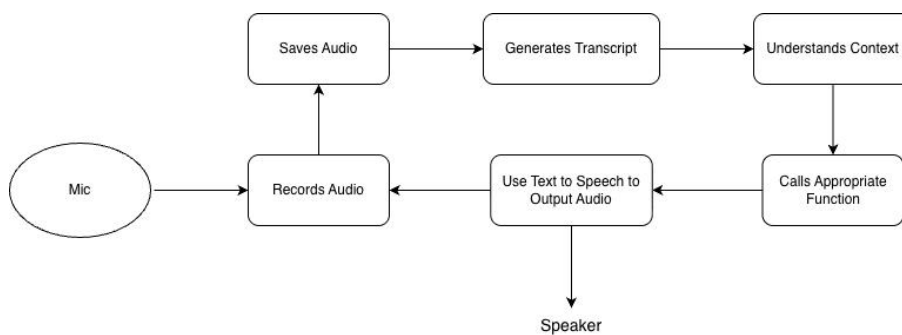 Saves Audio
Generates Transcript
Understands Context
Mic
Records Audio
Use Text to Speech to
Output Audio
Calls Appropriate
Function
Speaker